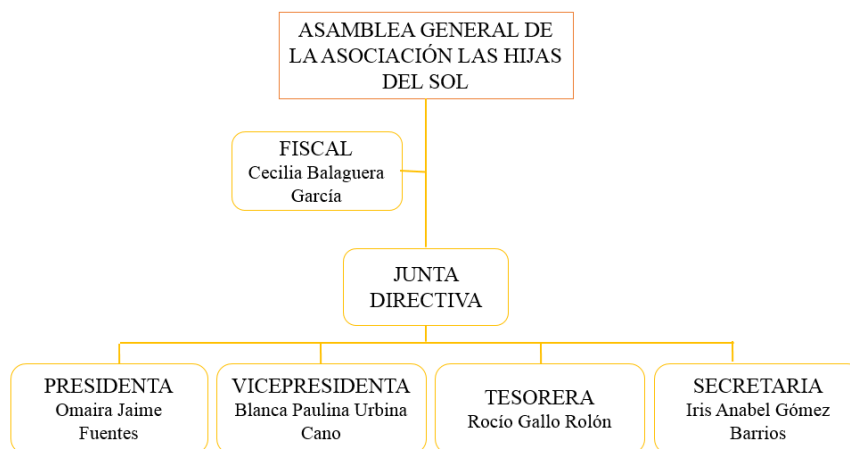 ASAMBLEA GENERAL DE
LA ASOCIACIÓN LAS HIJAS
DEL SOL
FISCAL
Cecilia Balaguera
García
JUNTA
DIRECTIVA
PRESIDENTA
Omaira Jaime
Fuentes
VICEPRESIDENTA
Blanca Paulina Urbina
Cano
TESORERA
Rocío Gallo Rolón
SECRETARIA
Iris Anabel Gómez
Barrios